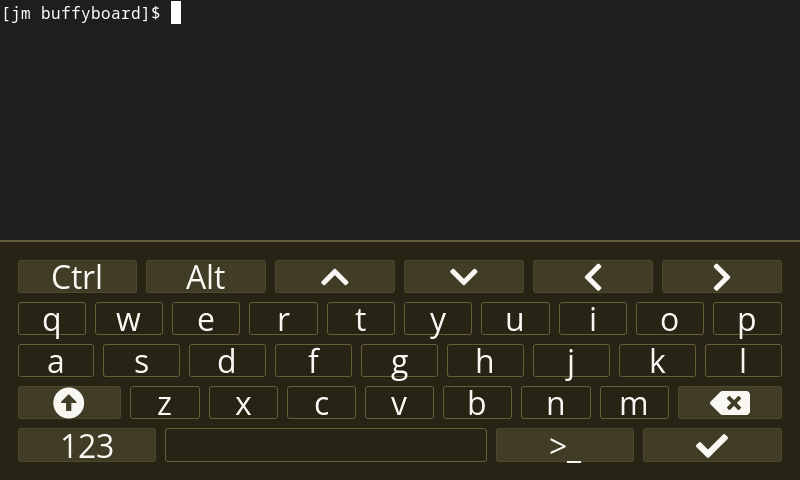 [jm buffyboard]$
Ctrl Alt
q w e r t y u i o p
a s d f g h j k l
z x c v b n m
123 >_